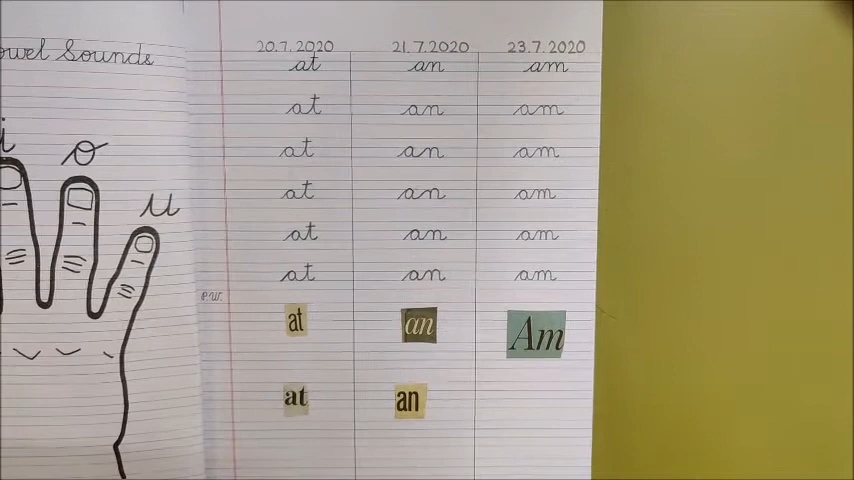 owel Sounds
i
o
u
20.7.2020 21.7.2020 23.7.2020
at an am
at an am
at an am
at an am
at an am
at an am
P.W.
at an Am
at an